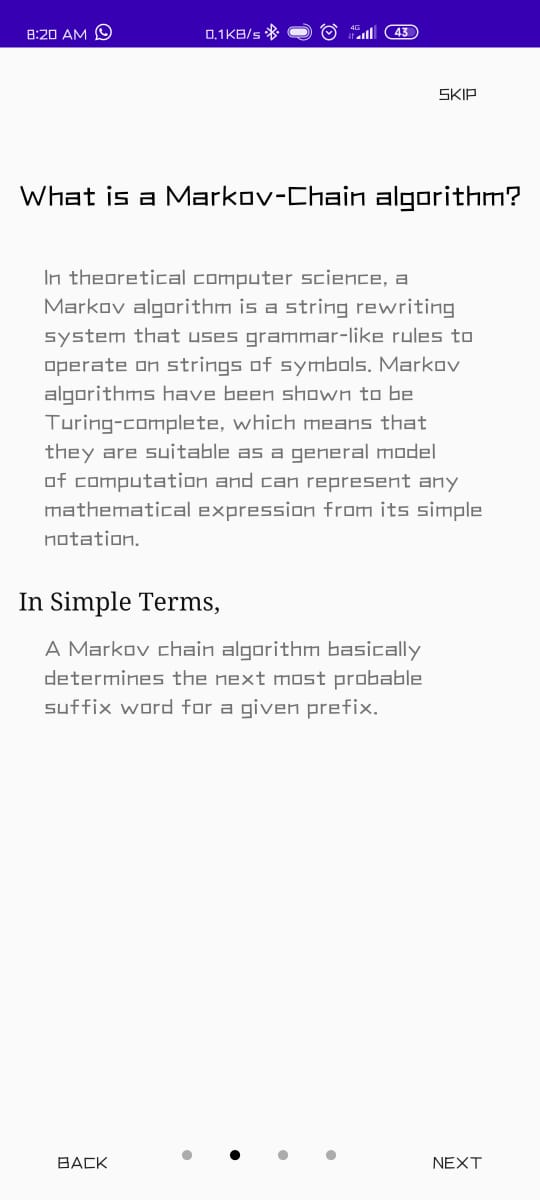 8:20 AM
0.1KB/s
4G
43
SKIP
What is a Markov-Chain algorithm?
In theoretical computer science, a
Markov algorithm is a string rewriting
system that uses grammar-like rules to
operate on strings of symbols. Markov
algorithms have been shown to be
Turing-complete, which means that
they are suitable as a general model
of computation and can represent any
mathematical expression from its simple
notation.
In Simple Terms,
A Markov chain algorithm basically
determines the next most probable
suffix word for a given prefix.
BACK
NEXT